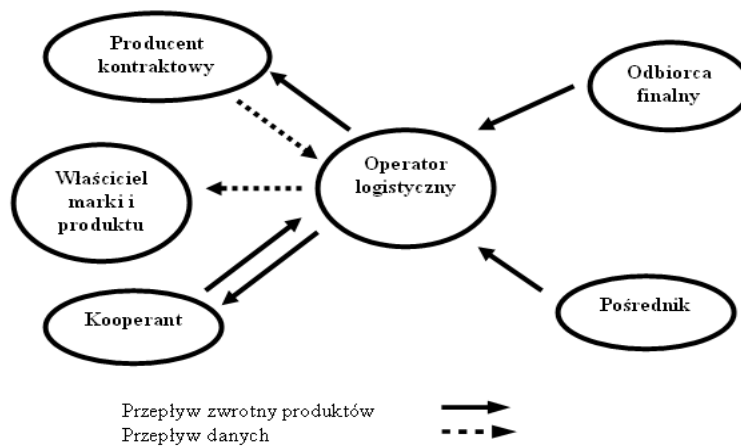 Producent
kontraktowy
Odbiorca
finalny
Operator
logistyczny
Właściciel
marki i
produktu
Kooperant
Pośrednik
Przepływ zwrotny produktów
Przepływ danych